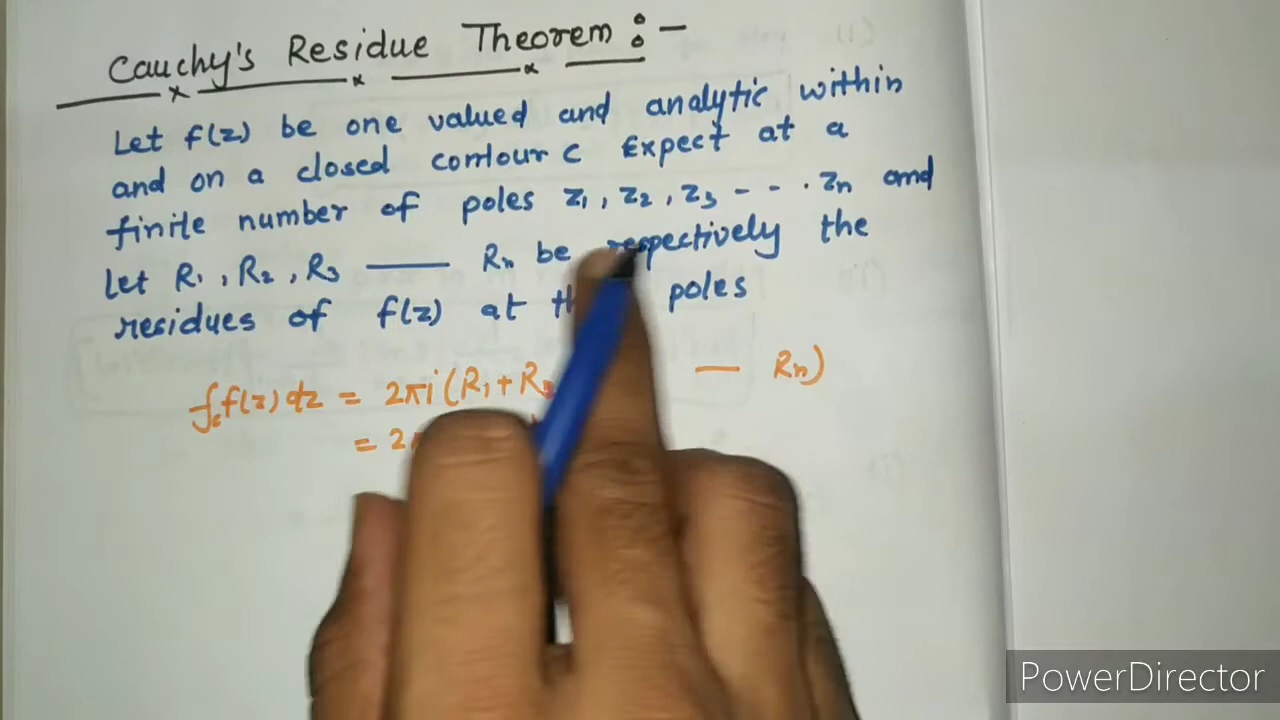 Cauchy's Residue Theorem :-
Let f(z) be one valued and analytic within
and on a closed contour C Expect at a
finite number of poles z₁, z₂, z₃ - - . zn and
let R₁, R₂, R₃ —— Rn be respectively the
residues of f(z) at poles
∫c f(z) dz = 2πi (R₁ + R — Rn)
= 2
PowerDirector